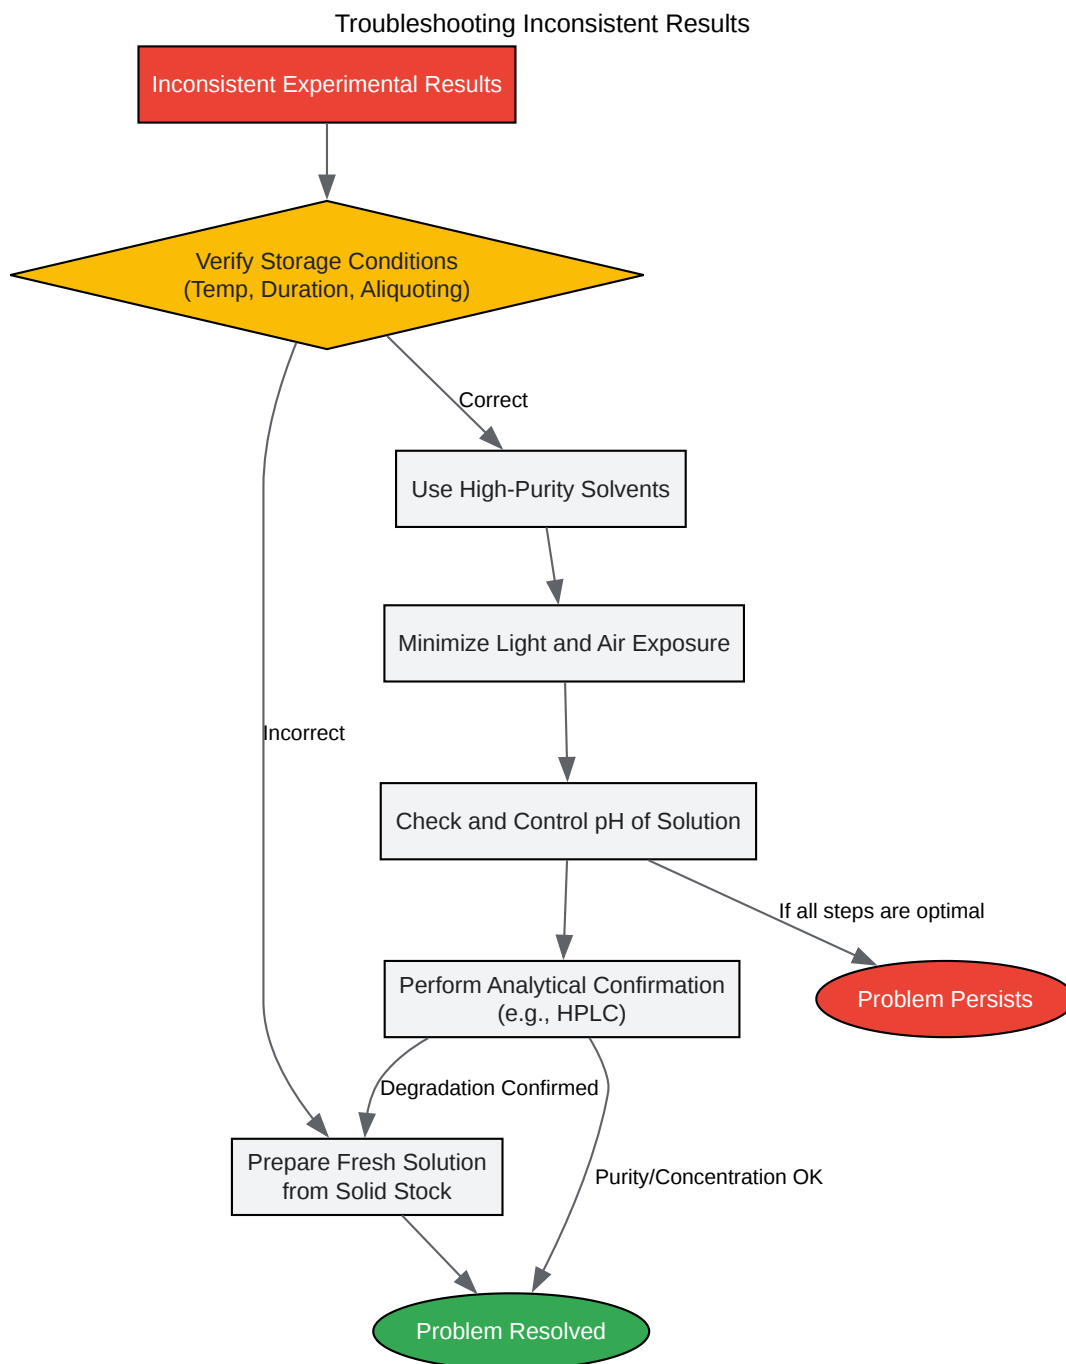 Troubleshooting Inconsistent Results
Inconsistent Experimental Results
Verify Storage Conditions
(Temp, Duration, Aliquoting)
Correct
Use High-Purity Solvents
Minimize Light and Air Exposure
Incorrect
Check and Control pH of Solution
If all steps are optimal
Perform Analytical Confirmation
(e.g., HPLC)
Problem Persists
Degradation Confirmed
Prepare Fresh Solution
from Solid Stock
Purity/Concentration OK
Problem Resolved